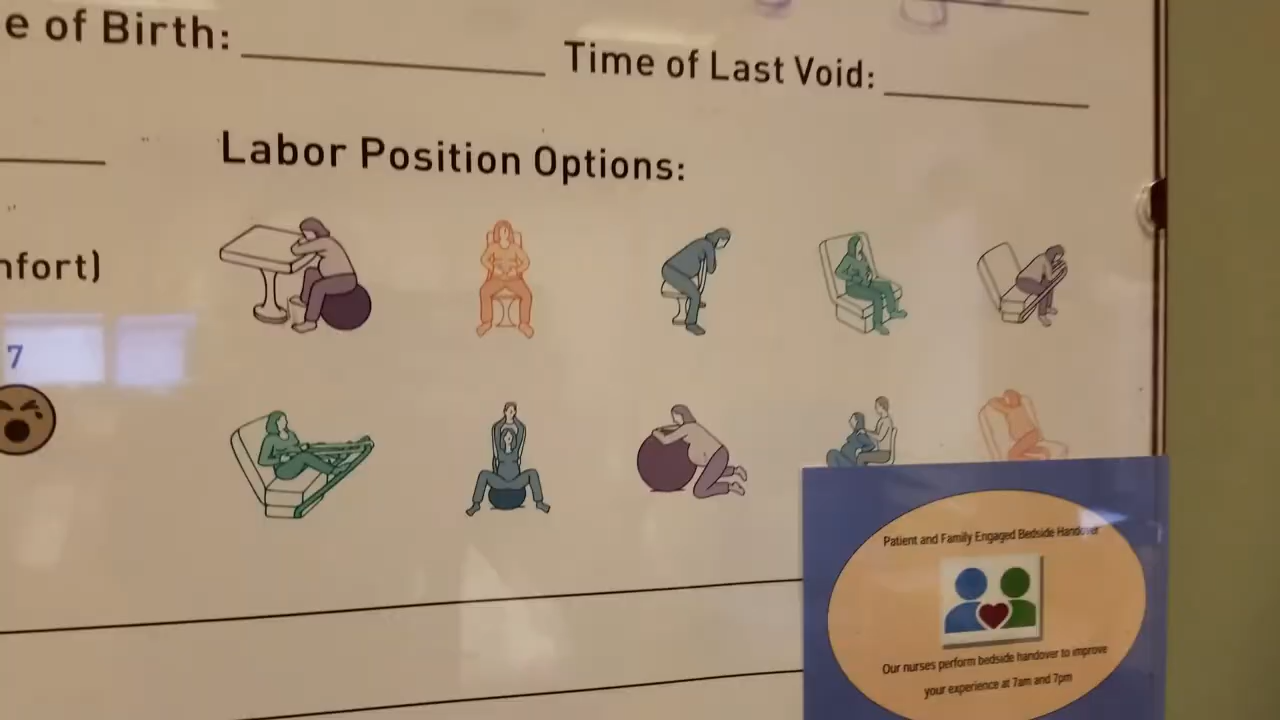 e of Birth:
Time of Last Void:
Labor Position Options:
nfort)
7
Patient and Family Engaged Bedside Handover
Our nurses perform bedside handover to improve
your experience at 7am and 7pm